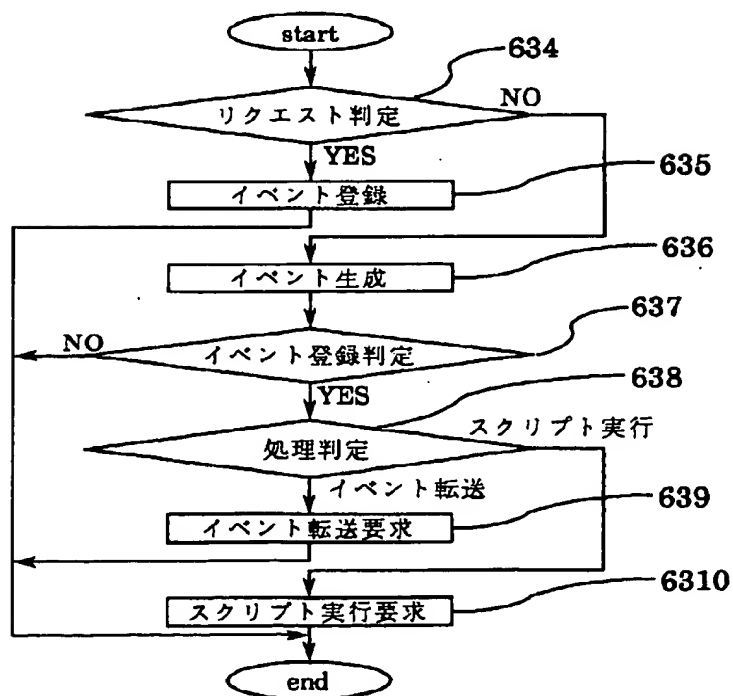 start
634
リクエスト判定
NO
YES
635
イベント登録
636
イベント生成
637
NO
イベント登録判定
YES
638
スクリプト実行
処理判定
イベント転送
639
イベント転送要求
6310
スクリプト実行要求
end